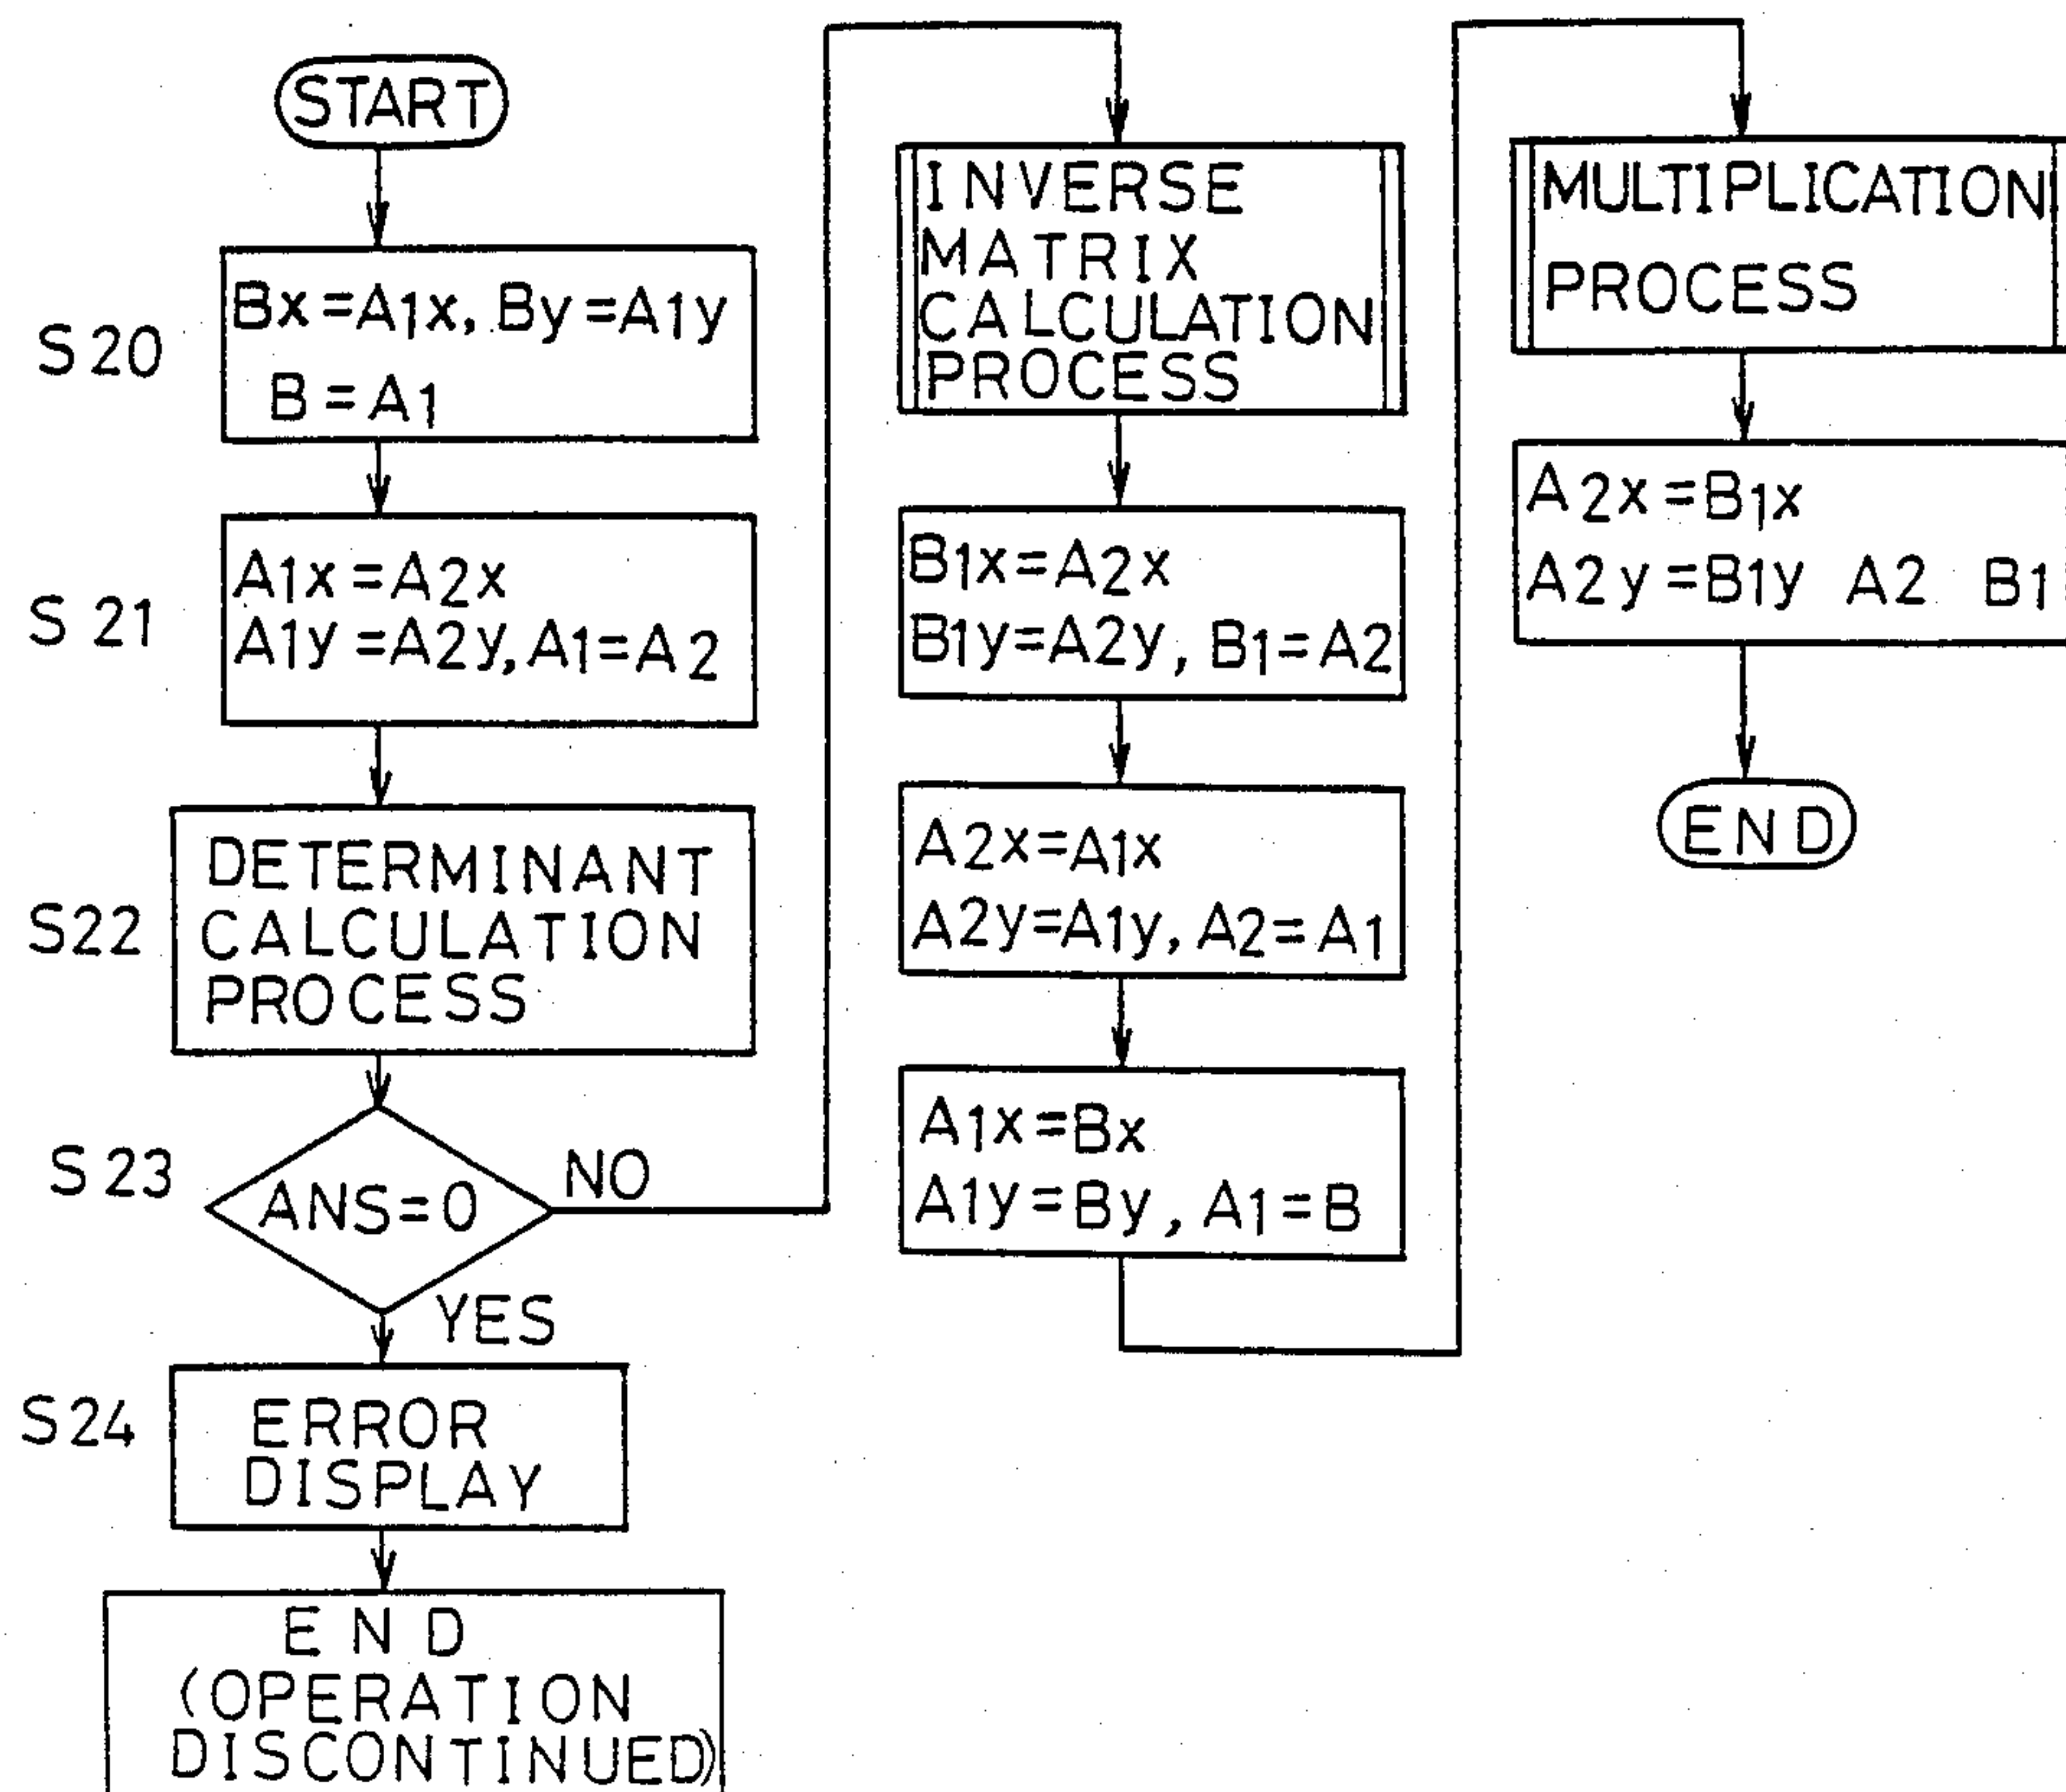 START
S20
Bx=A1x, By=A1y
B=A1
S21
A1x=A2x
A1y=A2y, A1=A2
S22
DETERMINANT
CALCULATION
PROCESS
S23
ANS=0
NO
YES
S24
ERROR
DISPLAY
END
(OPERATION
DISCONTINUED)
INVERSE
MATRIX
CALCULATION
PROCESS
B1x=A2x
B1y=A2y, B1=A2
A2x=A1x
A2y=A1y, A2=A1
A1x=Bx
A1y=By, A1=B
MULTIPLICATION
PROCESS
A2x=B1x
A2y=B1y A2 B1
END